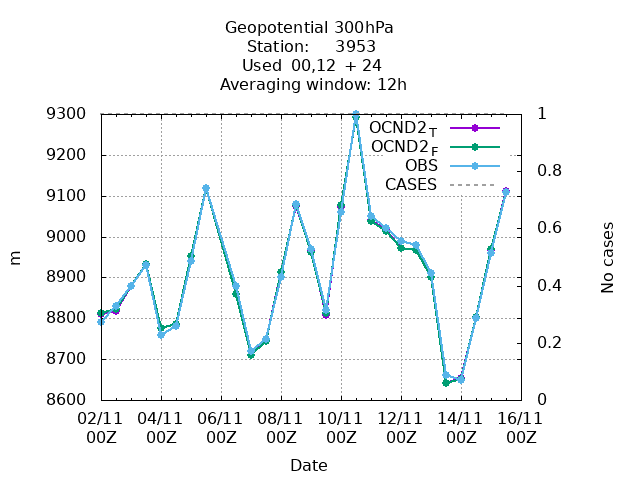 Geopotential 300hPa
Station: 3953
Used 00,12 + 24
Averaging window: 12h
9300
9200
9100
9000
8900
8800
8700
8600
m
1
0.8
0.6
0.4
0.2
0
No cases
OCND2_T
OCND2_F
OBS
CASES
02/11 04/11 06/11 08/11 10/11 12/11 14/11 16/11
00Z 00Z 00Z 00Z 00Z 00Z 00Z 00Z
Date